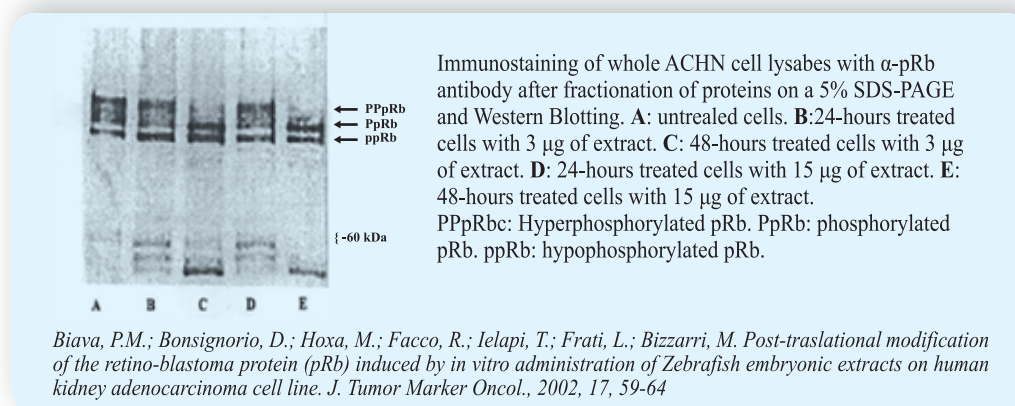 PPpRb
PpRb
ppRb
{ -60 kDa
A B C D E
Immunostaining of whole ACHN cell lysabes with α-pRb
antibody after fractionation of proteins on a 5% SDS-PAGE
and Western Blotting. A: untrealed cells. B:24-hours treated
cells with 3 μg of extract. C: 48-hours treated cells with 3 μg
of extract. D: 24-hours treated cells with 15 μg of extract. E:
48-hours treated cells with 15 μg of extract.
PPpRbc: Hyperphosphorylated pRb. PpRb: phosphorylated
pRb. ppRb: hypophosphorylated pRb.
Biava, P.M.; Bonsignorio, D.; Hoxa, M.; Facco, R.; Ielapi, T.; Frati, L.; Bizzarri, M. Post-traslational modification
of the retino-blastoma protein (pRb) induced by in vitro administration of Zebrafish embryonic extracts on human
kidney adenocarcinoma cell line. J. Tumor Marker Oncol., 2002, 17, 59-64